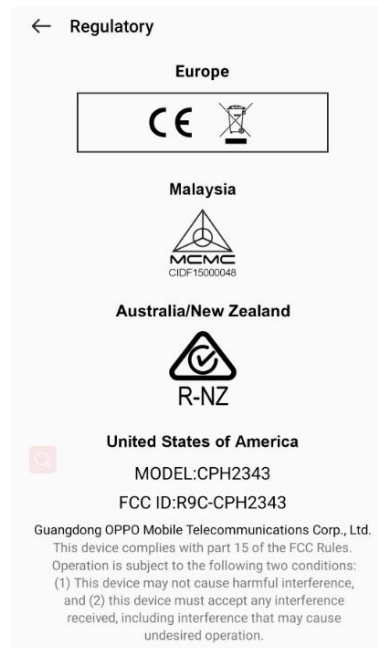 Regulatory
Europe
CE
Malaysia
MCMC
CIDF15000048
Australia/New Zealand
R-NZ
United States of America
MODEL:CPH2343
FCC ID:R9C-CPH2343
Guangdong OPPO Mobile Telecommunications Corp., Ltd.
This device complies with part 15 of the FCC Rules.
Operation is subject to the following two conditions:
(1) This device may not cause harmful interference,
and (2) this device must accept any interference
received, including interference that may cause
undesired operation.